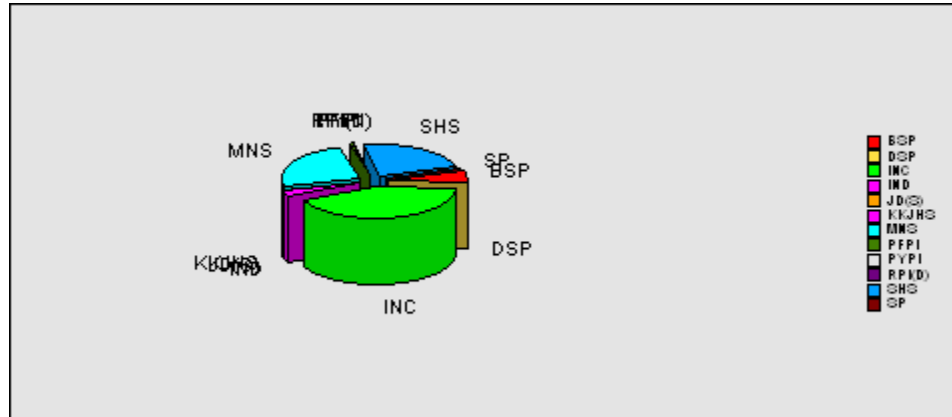 SHS
MNS
SP
BSP
DSP
INC
BSP
DSP
INC
IND
JD(S)
KKJHS
MNS
PFPI
PYPI
RPI(D)
SHS
SP